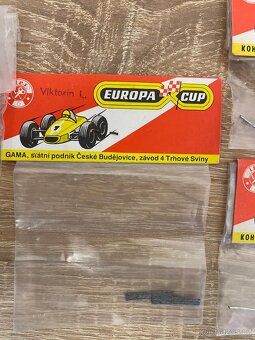 Viktorin L.
EUROPA CUP
GAMA, státní podnik České Budějovice, závod 4 Trhové Sviny
KOH
KOH